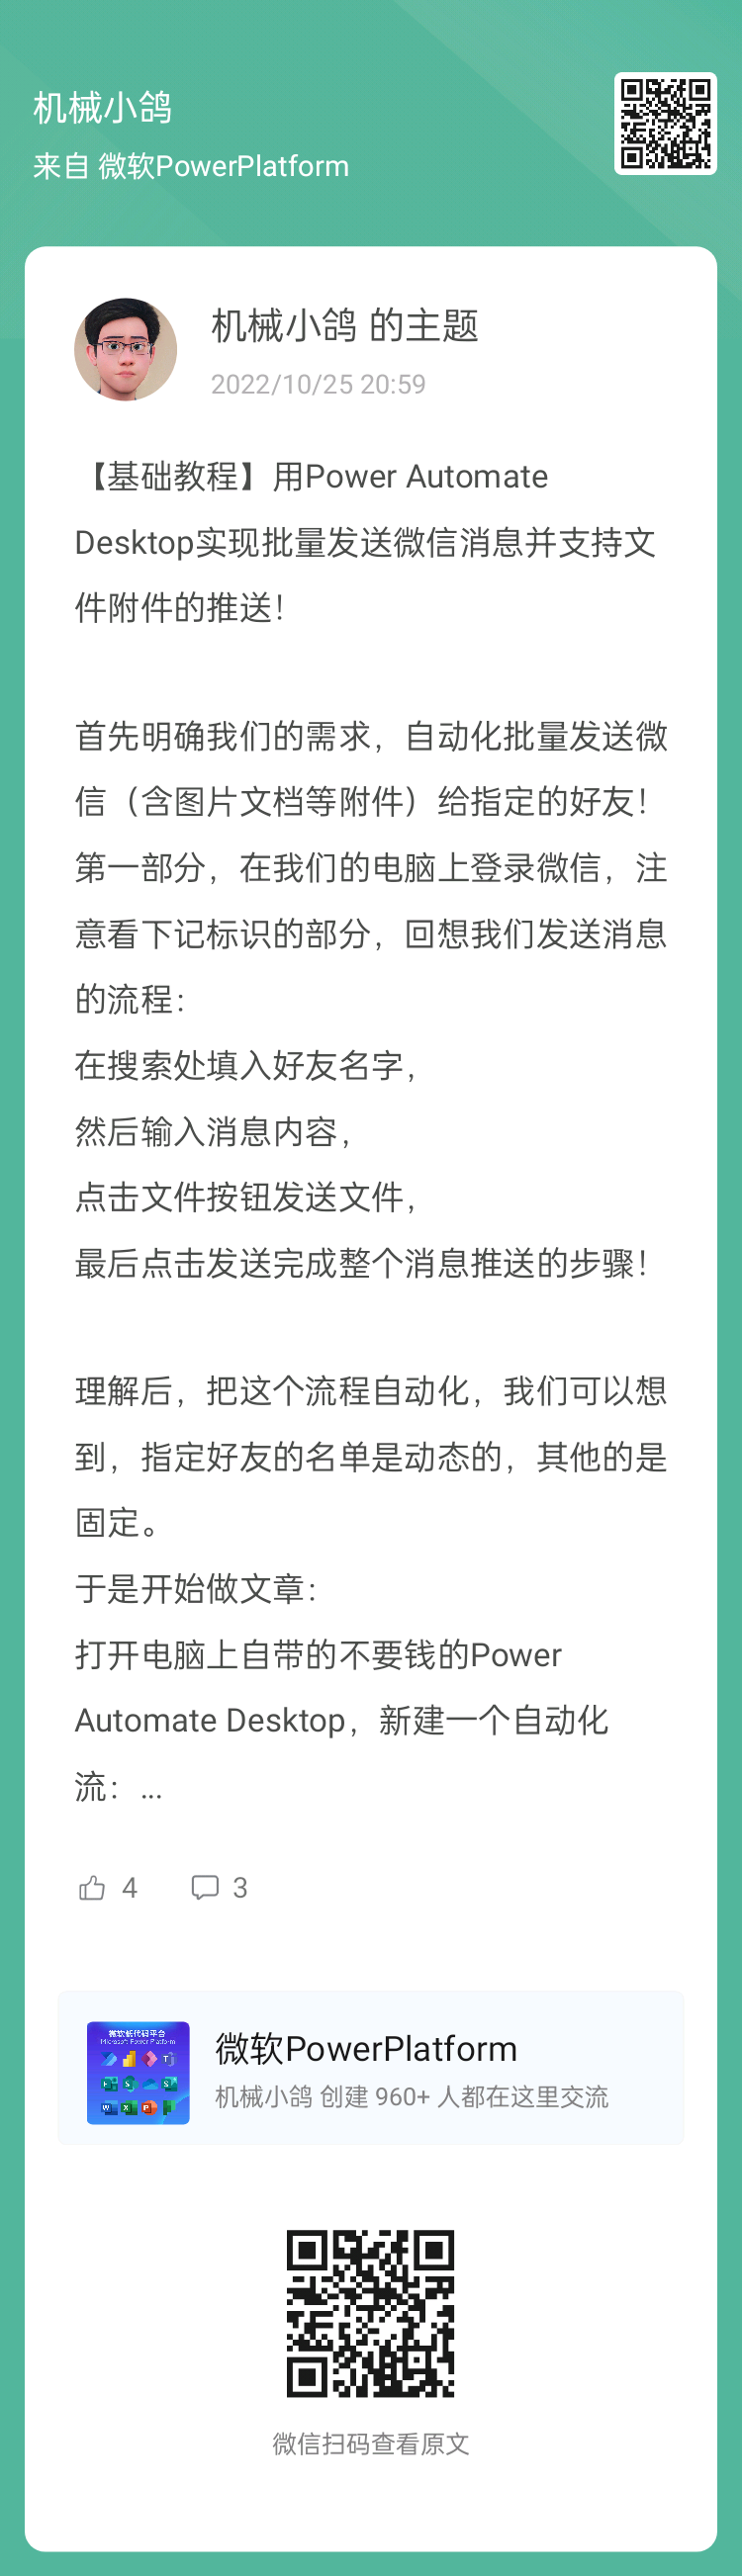 机械小鸽
来自 微软PowerPlatform
机械小鸽 的主题
2022/10/25 20:59
【基础教程】用Power Automate
Desktop实现批量发送微信消息并支持文
件附件的推送！
首先明确我们的需求，自动化批量发送微
信（含图片文档等附件）给指定的好友！
第一部分，在我们的电脑上登录微信，注
意看下记标识的部分，回想我们发送消息
的流程：
在搜索处填入好友名字，
然后输入消息内容，
点击文件按钮发送文件，
最后点击发送完成整个消息推送的步骤！
理解后，把这个流程自动化，我们可以想
到，指定好友的名单是动态的，其他的是
固定。
于是开始做文章：
打开电脑上自带的不要钱的Power
Automate Desktop，新建一个自动化
流：...
4 3
微软低代码平台
Microsoft Power Platform
微软PowerPlatform
机械小鸽 创建 960+ 人都在这里交流
微信扫码查看原文